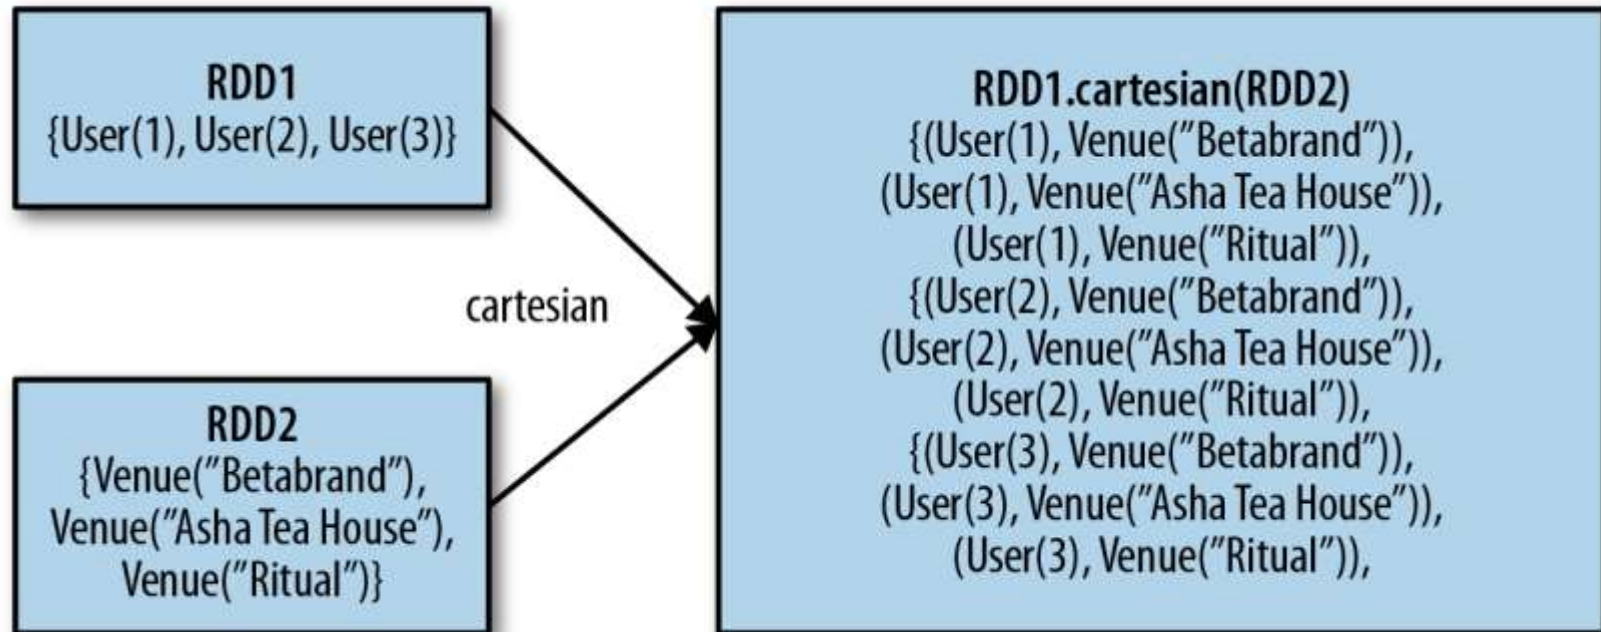 RDD1
{User(1), User(2), User(3)}
cartesian
RDD2
{Venue("Betabrand"),
Venue("Asha Tea House"),
Venue("Ritual")}
RDD1.cartesian(RDD2)
{(User(1), Venue("Betabrand")),
(User(1), Venue("Asha Tea House")),
(User(1), Venue("Ritual")),
{(User(2), Venue("Betabrand")),
(User(2), Venue("Asha Tea House")),
(User(2), Venue("Ritual")),
{(User(3), Venue("Betabrand")),
(User(3), Venue("Asha Tea House")),
(User(3), Venue("Ritual")),